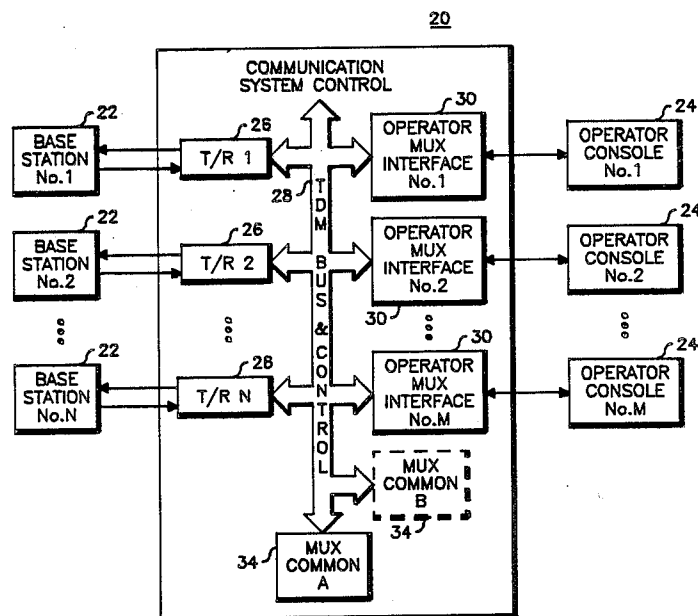 20
COMMUNICATION
SYSTEM CONTROL
22
BASE
STATION
No.1
26
T/R 1
28
TDM BUS & CONTROL
30
OPERATOR
MUX
INTERFACE
No.1
24
OPERATOR
CONSOLE
No.1
22
BASE
STATION
No.2
26
T/R 2
OPERATOR
MUX
INTERFACE
No.2
30
24
OPERATOR
CONSOLE
No.2
22
BASE
STATION
No.N
28
T/R N
30
OPERATOR
MUX
INTERFACE
No.M
24
OPERATOR
CONSOLE
No.M
MUX
COMMON
B
34
34
MUX
COMMON
A